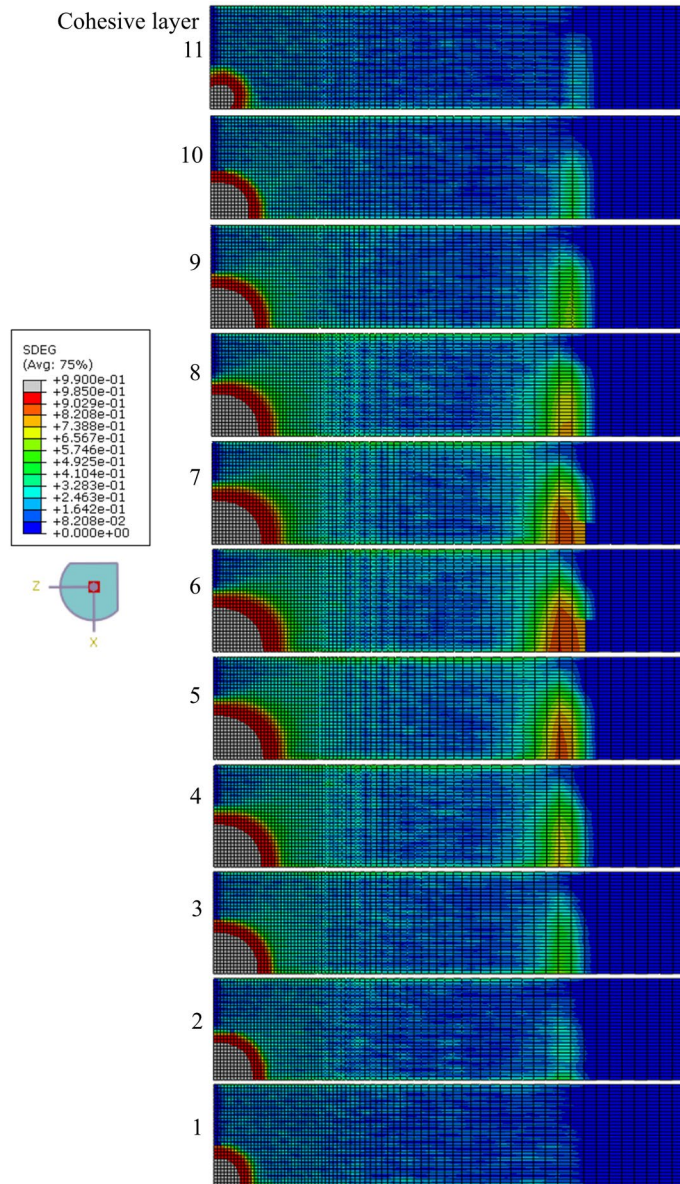 Cohesive layer
11
10
9
8
SDEG
(Avg: 75%)
+9.900e-01
+9.850e-01
+9.029e-01
+8.208e-01
+7.388e-01
+6.567e-01
+5.746e-01
+4.925e-01
+4.104e-01
+3.283e-01
+2.463e-01
+1.642e-01
+8.208e-02
+0.000e+00
7
6
Z
X
5
4
3
2
1